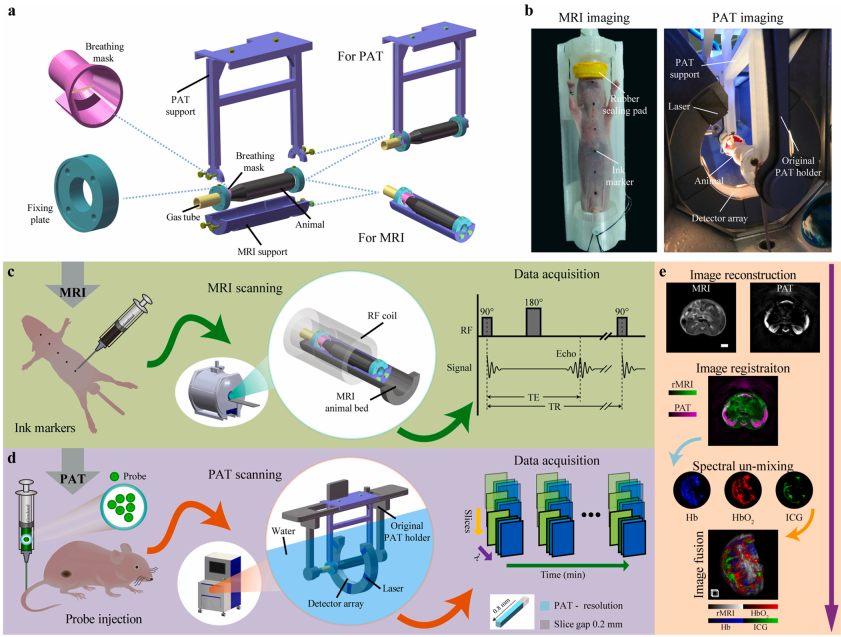 a
Breathing
mask
Fixing
plate
PAT
support
For PAT
Breathing
mask
Gas tube
Animal
MRI support
For MRI
b
MRI imaging
Rubber
sealing pad
Ink
marker
PAT imaging
PAT
support
Laser
Animal
Original
PAT holder
Detector array
c
MRI
Ink markers
MRI scanning
RF coil
MRI
animal bed
Data acquisition
90°
180°
90°
RF
Signal
Echo
TE
TR
d
PAT
Probe
Probe injection
PAT scanning
Water
Original
PAT holder
Laser
Detector array
Data acquisition
Slices
Time (min)
0.8 mm
PAT - resolution
Slice gap 0.2 mm
e
Image reconstruction
MRI
PAT
Image registraiton
rMRI
PAT
Spectral un-mixing
Hb
HbO2
ICG
Image fusion
rMRI
HbO2
Hb
ICG